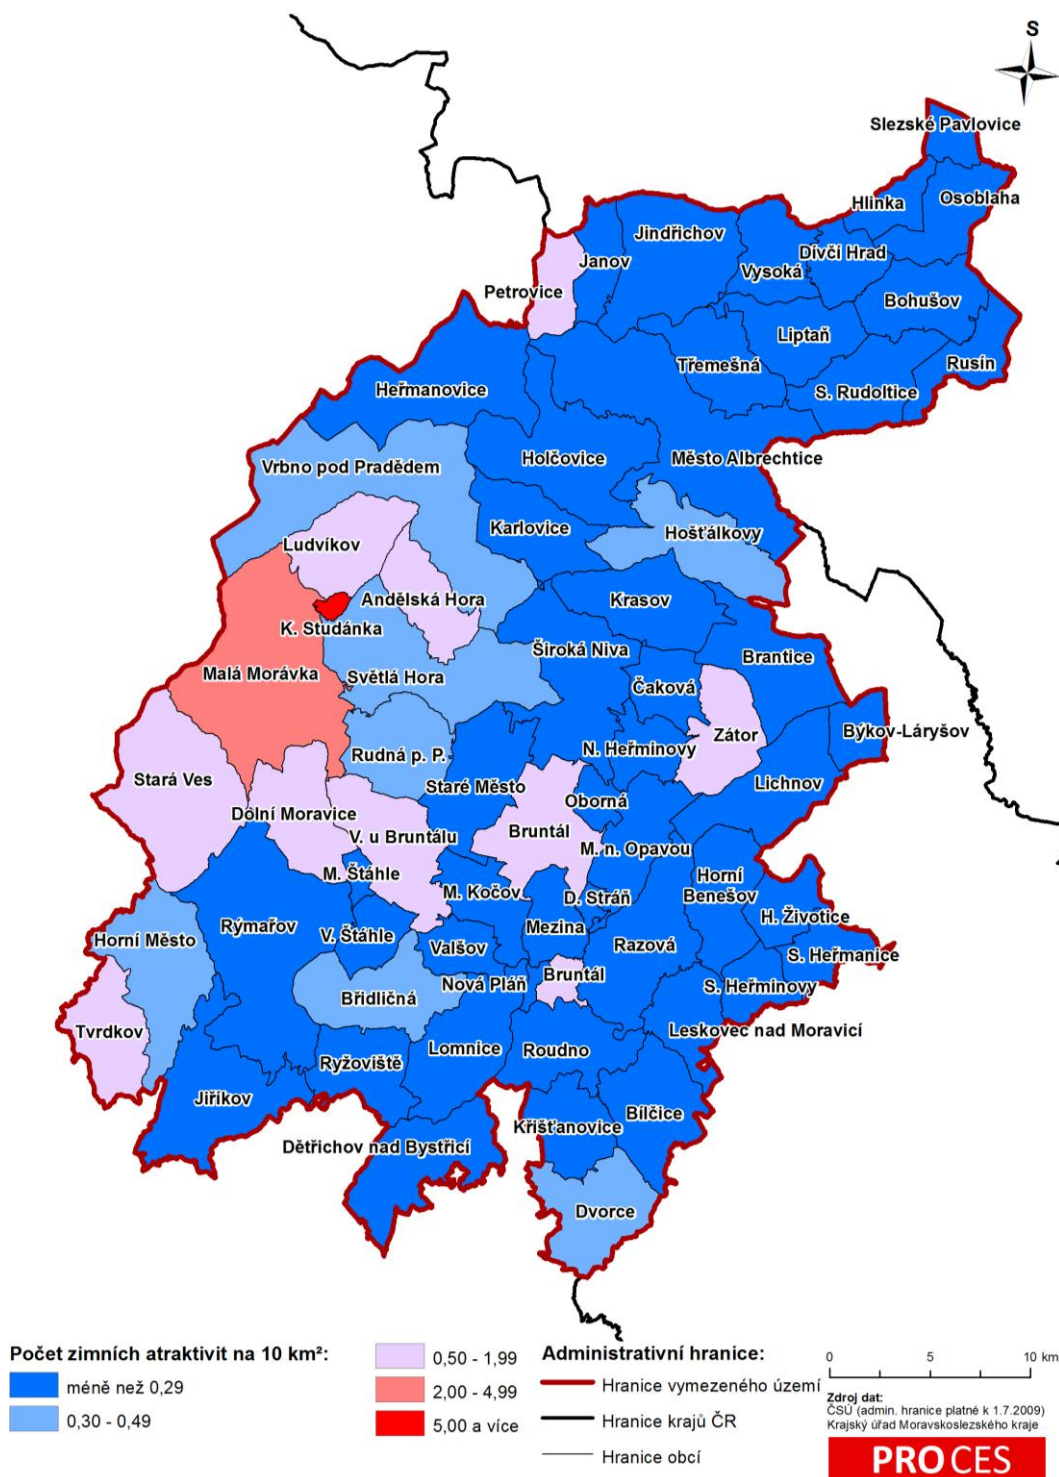 S
Slezské Pavlovice
Hlinka
Osoblaha
Jindřichov
Janov
Dívčí Hrad
Vysoká
Petrovice
Bohušov
Liptaň
Třemešná
Rusín
S. Rudoltice
Heřmanovice
Holčovice
Město Albrechtice
Vrbno pod Pradědem
Karlovice
Hošťálkovy
Ludvíkov
Andělská Hora
Krasov
K. Studánka
Široká Niva
Brantice
Malá Morávka
Světlá Hora
Čaková
Zátor
Býkov-Láryšov
N. Heřminovy
Rudná p. P.
Stará Ves
Staré Město
Lichnov
Oborná
Dolní Moravice
V. u Bruntálu
Bruntál
M. n. Opavou
M. Štáhle
M. Kočov
D. Stráň
Horní
Benešov
H. Životice
Rýmařov
Mezina
V. Štáhle
Horní Město
Valšov
Razová
S. Heřmanice
Nová Pláň
Bruntál
S. Heřminovy
Břidličná
Tvrdkov
Leskovec nad Moravicí
Lomnice
Roudno
Ryžoviště
Jiříkov
Bílčice
Křišťanovice
Dětřichov nad Bystřicí
Dvorce
Počet zimních atraktivit na 10 km²:
méně než 0,29
0,30 - 0,49
0,50 - 1,99
2,00 - 4,99
5,00 a více
Administrativní hranice:
Hranice vymezeného území
Hranice krajů ČR
Hranice obcí
0 5 10 km
Zdroj dat:
ČSÚ (admin. hranice platné k 1.7.2009)
Krajský úřad Moravskoslezského kraje
PROCES